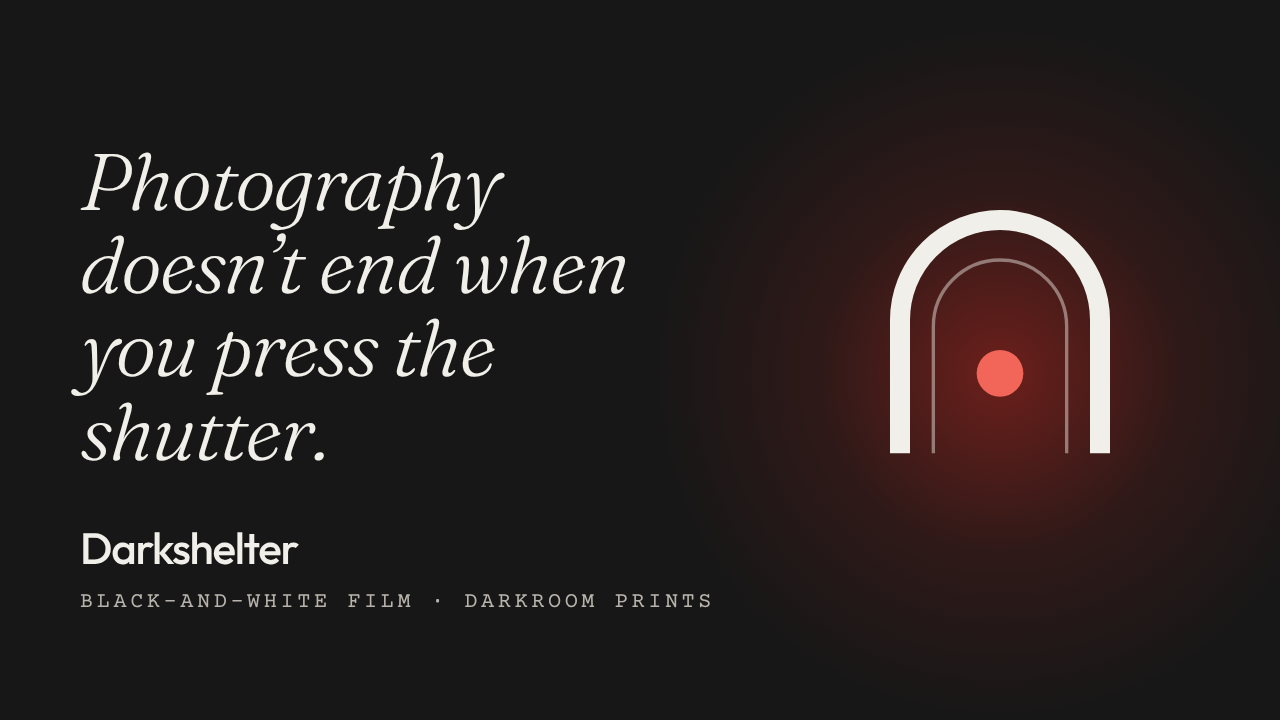 Photography
doesn’t end when
you press the
shutter.
Darkshelter
BLACK-AND-WHITE FILM · DARKROOM PRINTS